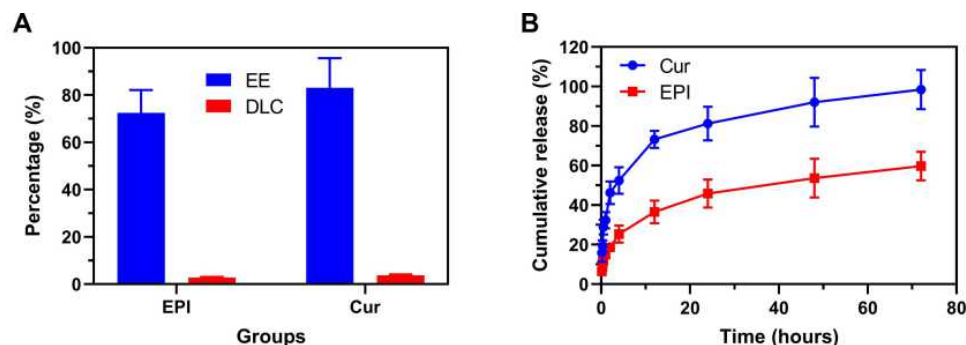 A
Percentage (%)
100
80
60
40
20
0
EE
DLC
EPI
Cur
Groups
B
Cumulative release (%)
120
100
80
60
40
20
0
Cur
EPI
0
20
40
60
80
Time (hours)